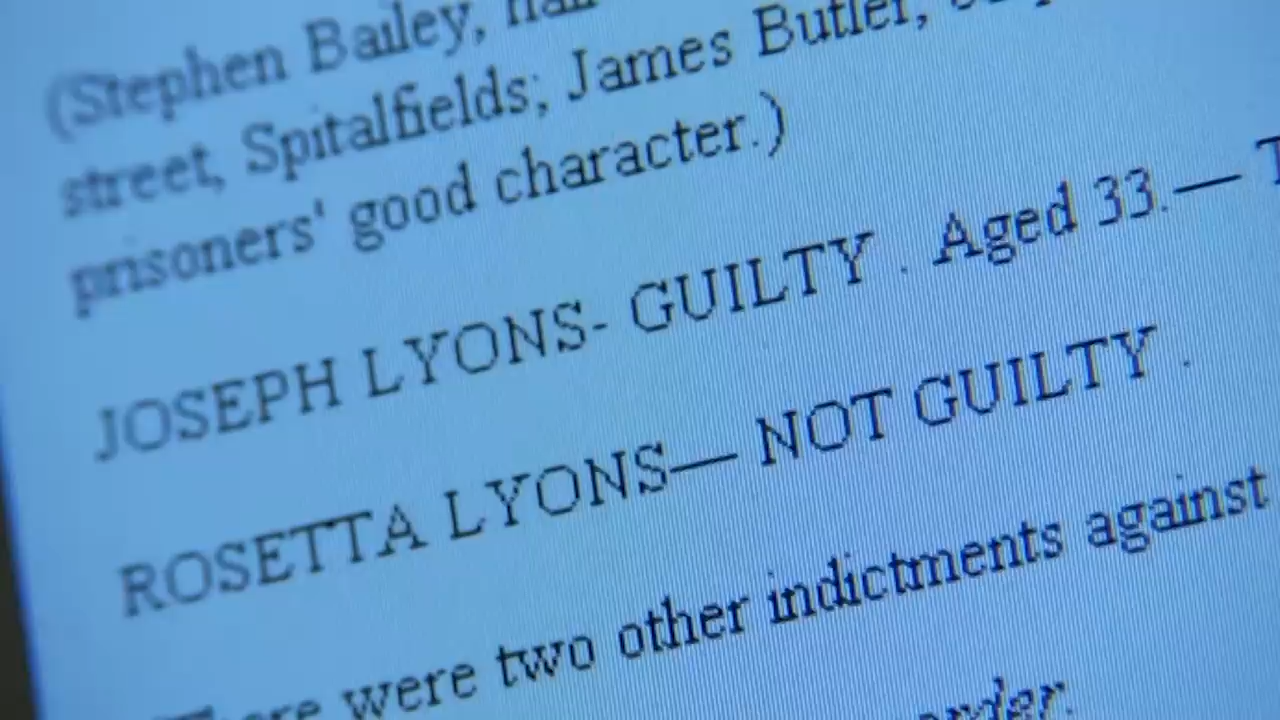 (Stephen Bailey,
street, Spitalfields; James Butler,
prisoners' good character.)
JOSEPH LYONS- GUILTY . Aged 33.—
ROSETTA LYONS— NOT GUILTY .
were two other indictments against